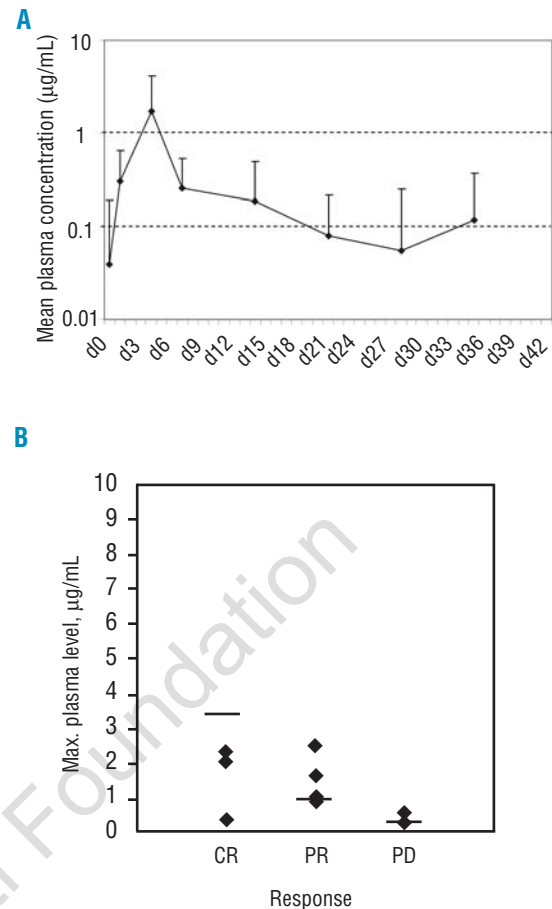 A
Mean plasma concentration (µg/mL)
10
1
0.1
0.01
d0
d3
d6
d9
d12
d15
d18
d21
d24
d27
d30
d33
d36
d39
d42
B
Max. plasma level, µg/mL
10
9
8
7
6
5
4
3
2
1
0
CR
PR
PD
Response
Foundation